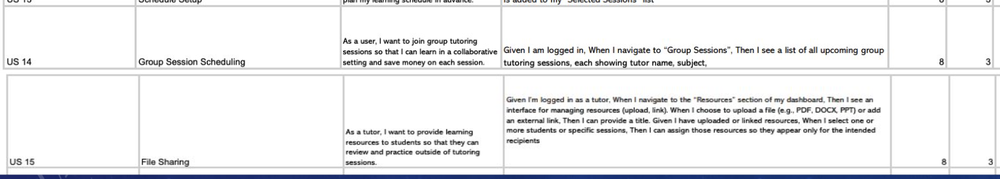 US 13
Schedule Setup
plan my learning schedule in advance.
is added to my "Selected Sessions" list
8
3
As a user, I want to join group tutoring
sessions so that I can learn in a collaborative
setting and save money on each session.
Given I am logged in, When I navigate to “Group Sessions”, Then I see a list of all upcoming group
tutoring sessions, each showing tutor name, subject,
US 14
Group Session Scheduling
8
3
Given I'm logged in as a tutor, When I navigate to the "Resources" section of my dashboard, Then I see an
interface for managing resources (upload, link). When I choose to upload a file (e.g., PDF, DOCX, PPT) or add
an external link, Then I can provide a title. Given I have uploaded or linked resources, When I select one or
more students or specific sessions, Then I can assign those resources so they appear only for the intended
recipients
As a tutor, I want to provide learning
resources to students so that they can
review and practice outside of tutoring
sessions.
US 15
File Sharing
8
3